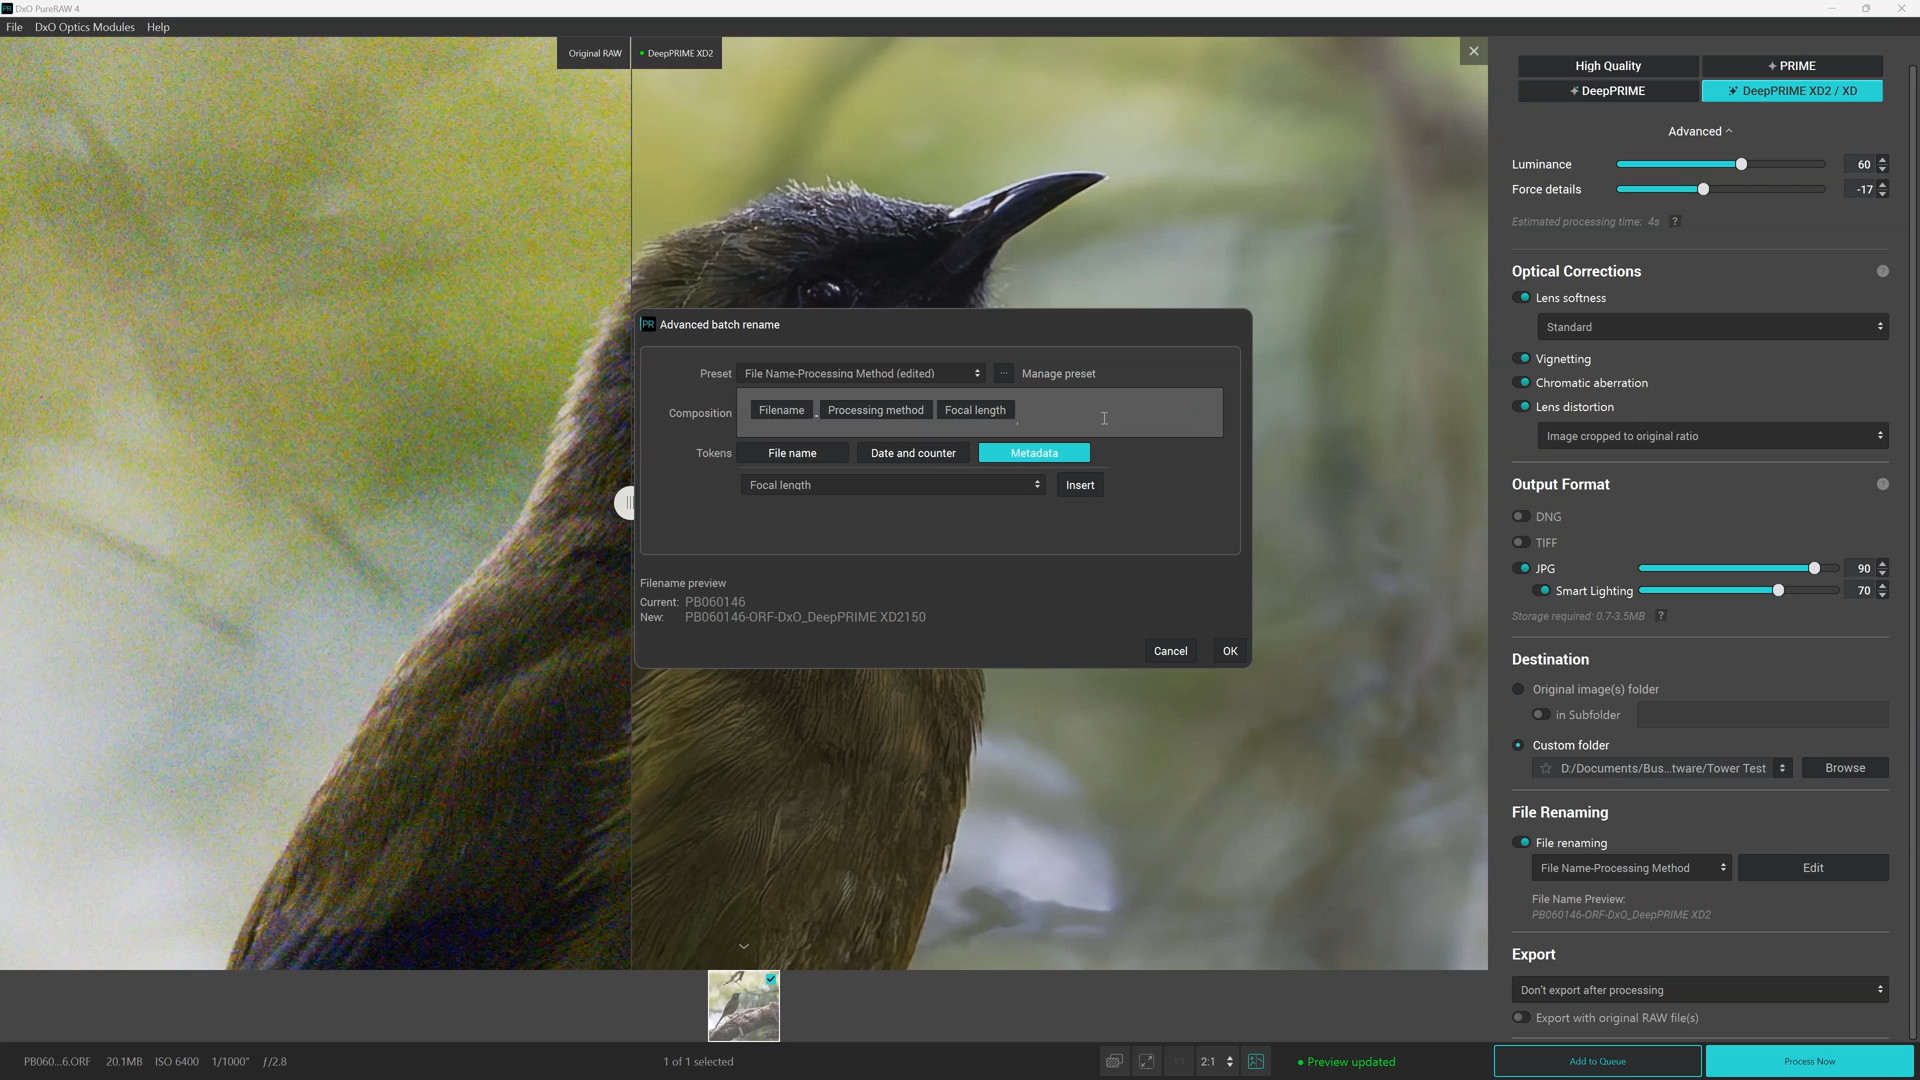 DxO PureRAW 4
File DxO Optics Modules Help
Original RAW DeepPRIME XD2
High Quality PRIME
DeepPRIME DeepPRIME XD2 / XD
Advanced
Luminance 60
Force details -17
Estimated processing time: 4s ?
Optical Corrections ?
Lens softness
Standard
Vignetting
Chromatic aberration
Lens distortion
Image cropped to original ratio
Output Format ?
DNG
TIFF
JPG 90
Smart Lighting 70
Storage required: 0.7-3.5MB ?
Destination
Original image(s) folder
in Subfolder
Custom folder
D:/Documents/Bus...tware/Tower Test Browse
File Renaming
File renaming
File Name-Processing Method Edit
File Name Preview:
PB060146-ORF-DxO_DeepPRIME XD2
Export
Don't export after processing
Export with original RAW file(s)
PR Advanced batch rename
Preset File Name-Processing Method (edited) ... Manage preset
Composition Filename - Processing method Focal length
Tokens File name Date and counter Metadata
Focal length Insert
Filename preview
Current: PB060146
New: PB060146-ORF-DxO_DeepPRIME XD2150
Cancel OK
PB060...6.ORF 20.1MB ISO 6400 1/1000" ƒ/2.8 1 of 1 selected 1:1 2:1 Preview updated Add to Queue Process Now